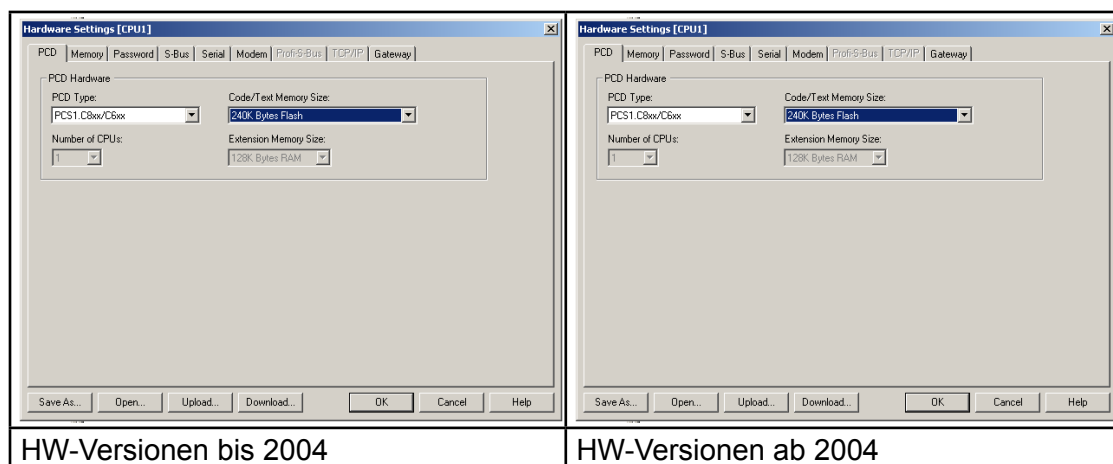 Hardware Settings [CPU1]
PCD Memory Password S-Bus Serial Modem Profi-S-Bus TCP/IP Gateway
PCD Hardware
PCD Type: Code/Text Memory Size:
PCS1.C8xx/C6xx 240K Bytes Flash
Number of CPUs: Extension Memory Size:
1 128K Bytes RAM
Save As... Open... Upload... Download... OK Cancel Help
HW-Versionen bis 2004
Hardware Settings [CPU1]
PCD Memory Password S-Bus Serial Modem Profi-S-Bus TCP/IP Gateway
PCD Hardware
PCD Type: Code/Text Memory Size:
PCS1.C8xx/C6xx 240K Bytes Flash
Number of CPUs: Extension Memory Size:
1 128K Bytes RAM
Save As... Open... Upload... Download... OK Cancel Help
HW-Versionen ab 2004